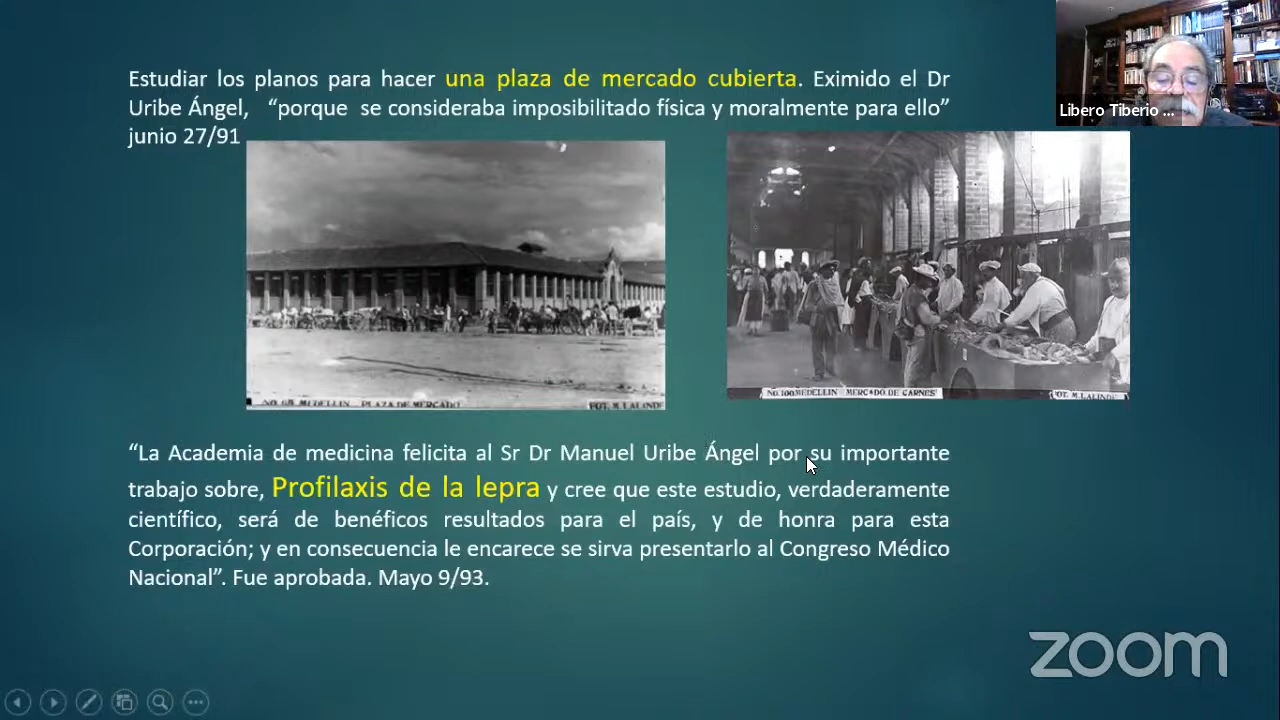 Estudiar los planos para hacer una plaza de mercado cubierta. Eximido el Dr
Uribe Ángel, “porque se consideraba imposibilitado física y moralmente para ello”
junio 27/91
Libero Tiberio ...
NO. 68. MEDELLIN PLAZA DE MERCADO
FOT. M. LALINDE
NO. 100 MEDELLIN MERCADO DE CARNES
FOT. M. LALINDE
“La Academia de medicina felicita al Sr Dr Manuel Uribe Ángel por su importante
trabajo sobre, Profilaxis de la lepra y cree que este estudio, verdaderamente
científico, será de benéficos resultados para el país, y de honra para esta
Corporación; y en consecuencia le encarece se sirva presentarlo al Congreso Médico
Nacional”. Fue aprobada. Mayo 9/93.
zoom